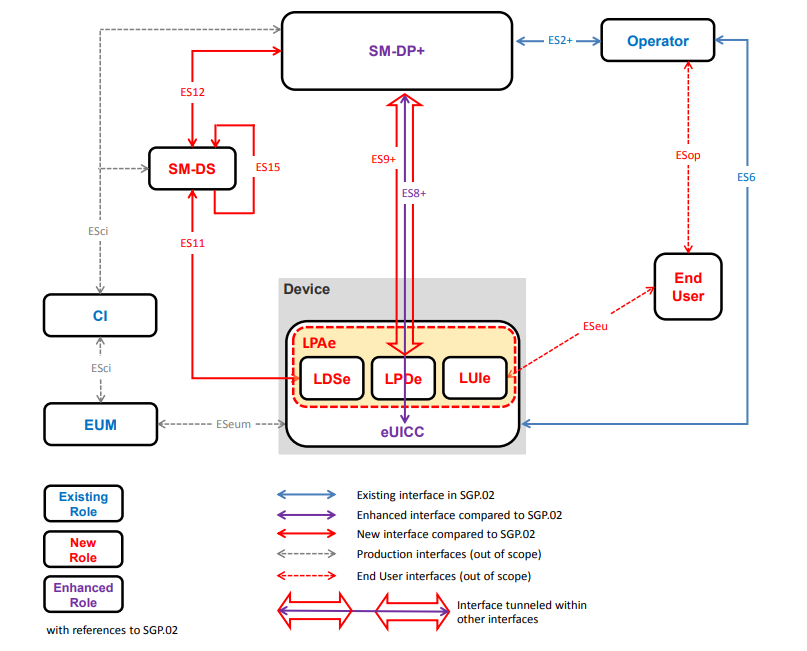 SM-DP+
ES2+
Operator
ES12
SM-DS
ES15
ES9+
ES8+
ESop
ES6
ESci
ES11
End
User
Device
CI
LPAe
ESeu
ESci
LDSe
LPDe
LUIe
EUM
ESeum
eUICC
Existing
Role
New
Role
Enhanced
Role
with references to SGP.02
Existing interface in SGP.02
Enhanced interface compared to SGP.02
New interface compared to SGP.02
Production interfaces (out of scope)
End User interfaces (out of scope)
Interface tunneled within
other interfaces